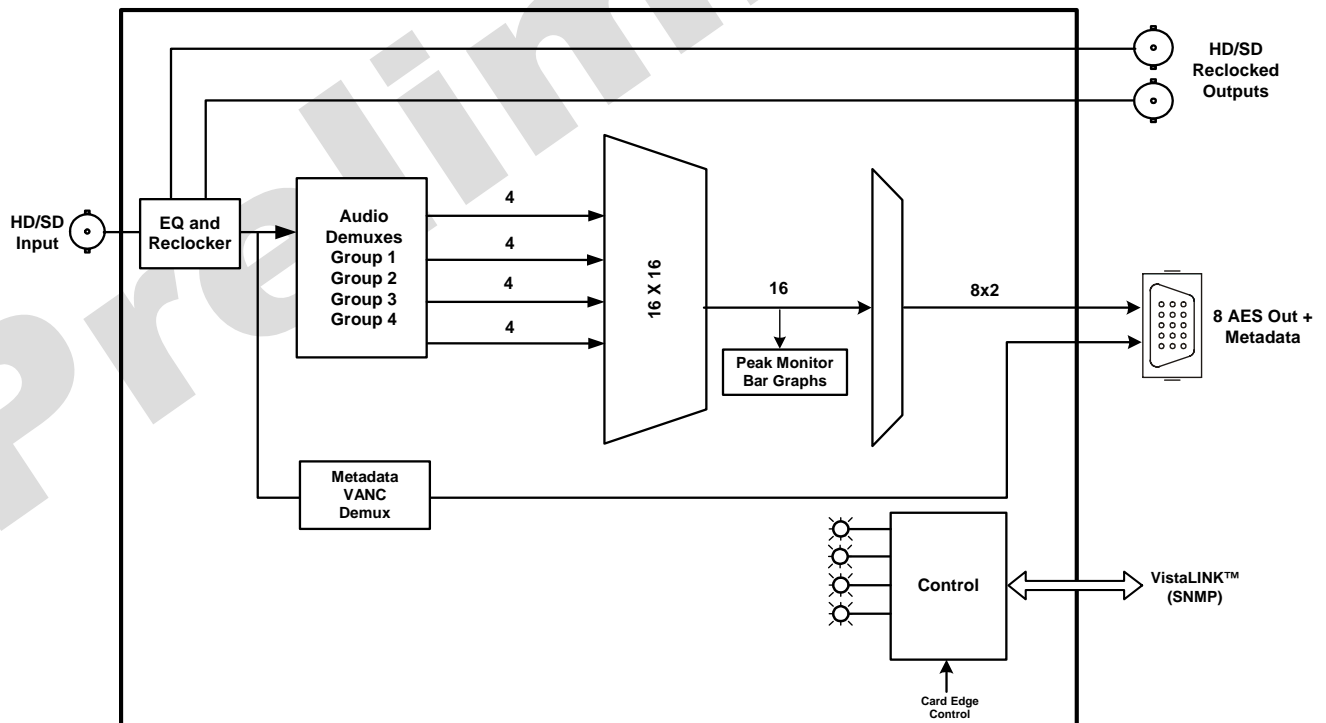 HD/SD
Reclocked
Outputs
HD/SD
Input
EQ and
Reclocker
Audio
Demuxes
Group 1
Group 2
Group 3
Group 4
4
4
4
4
16 X 16
16
Peak Monitor
Bar Graphs
8x2
8 AES Out +
Metadata
Metadata
VANC
Demux
Control
VistaLINK™
(SNMP)
Card Edge
Control
Prelim